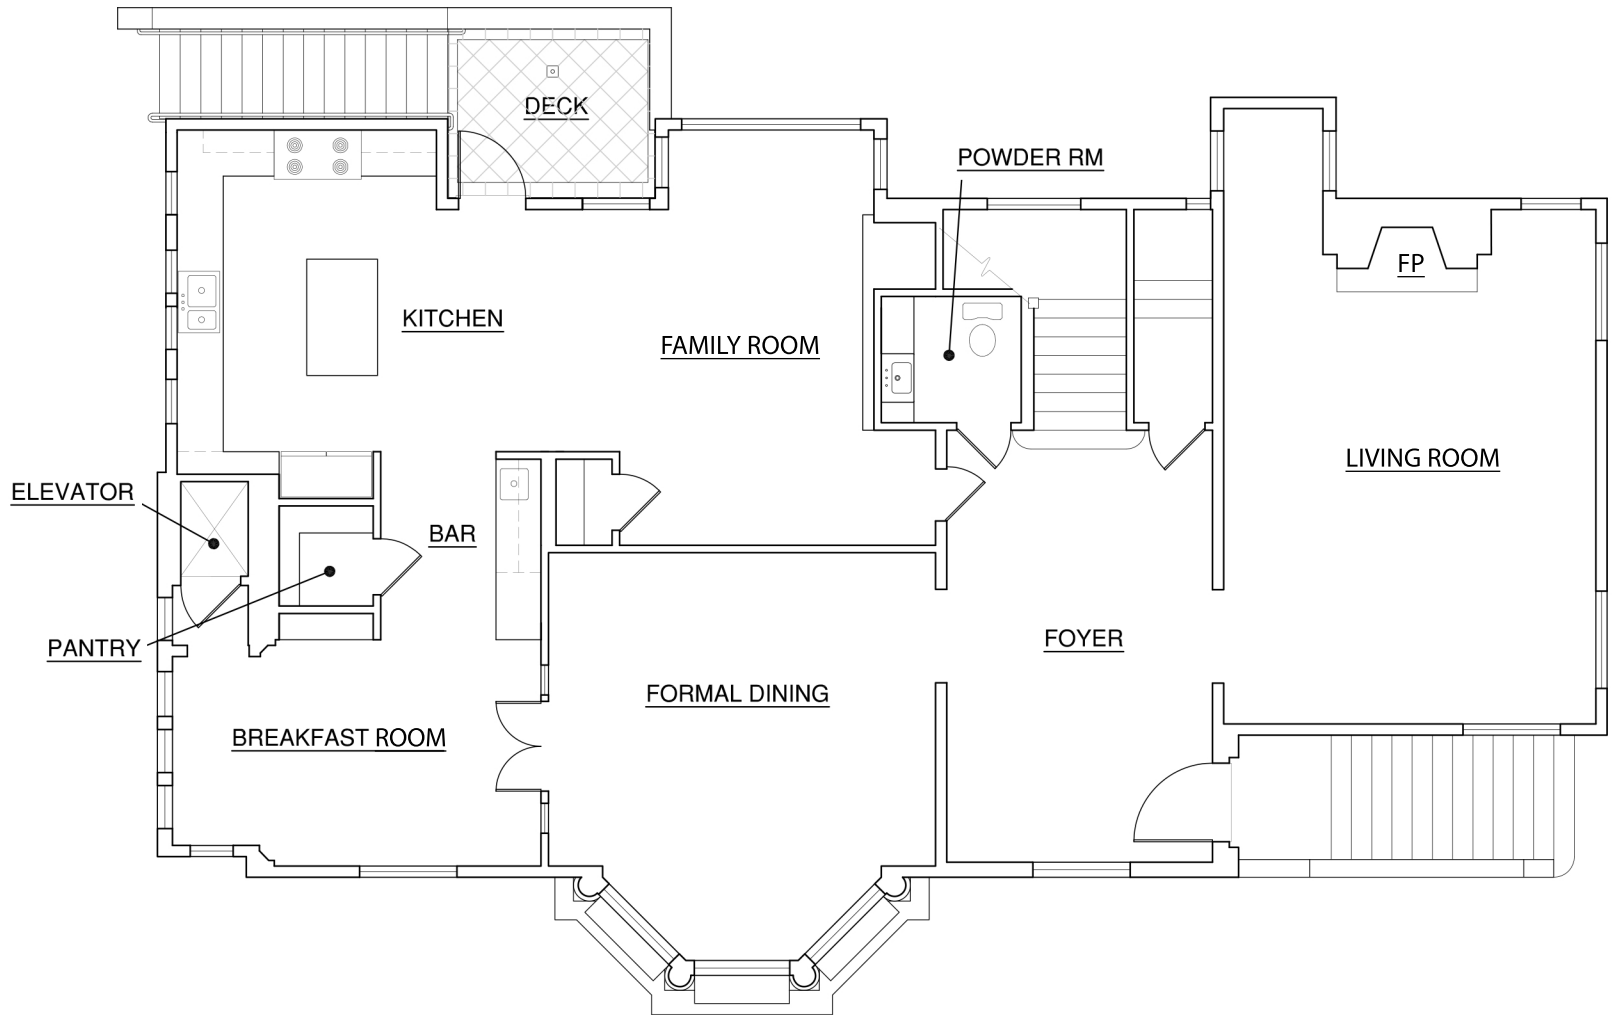 DECK
POWDER RM
FP
KITCHEN
FAMILY ROOM
LIVING ROOM
ELEVATOR
BAR
PANTRY
FOYER
FORMAL DINING
BREAKFAST ROOM